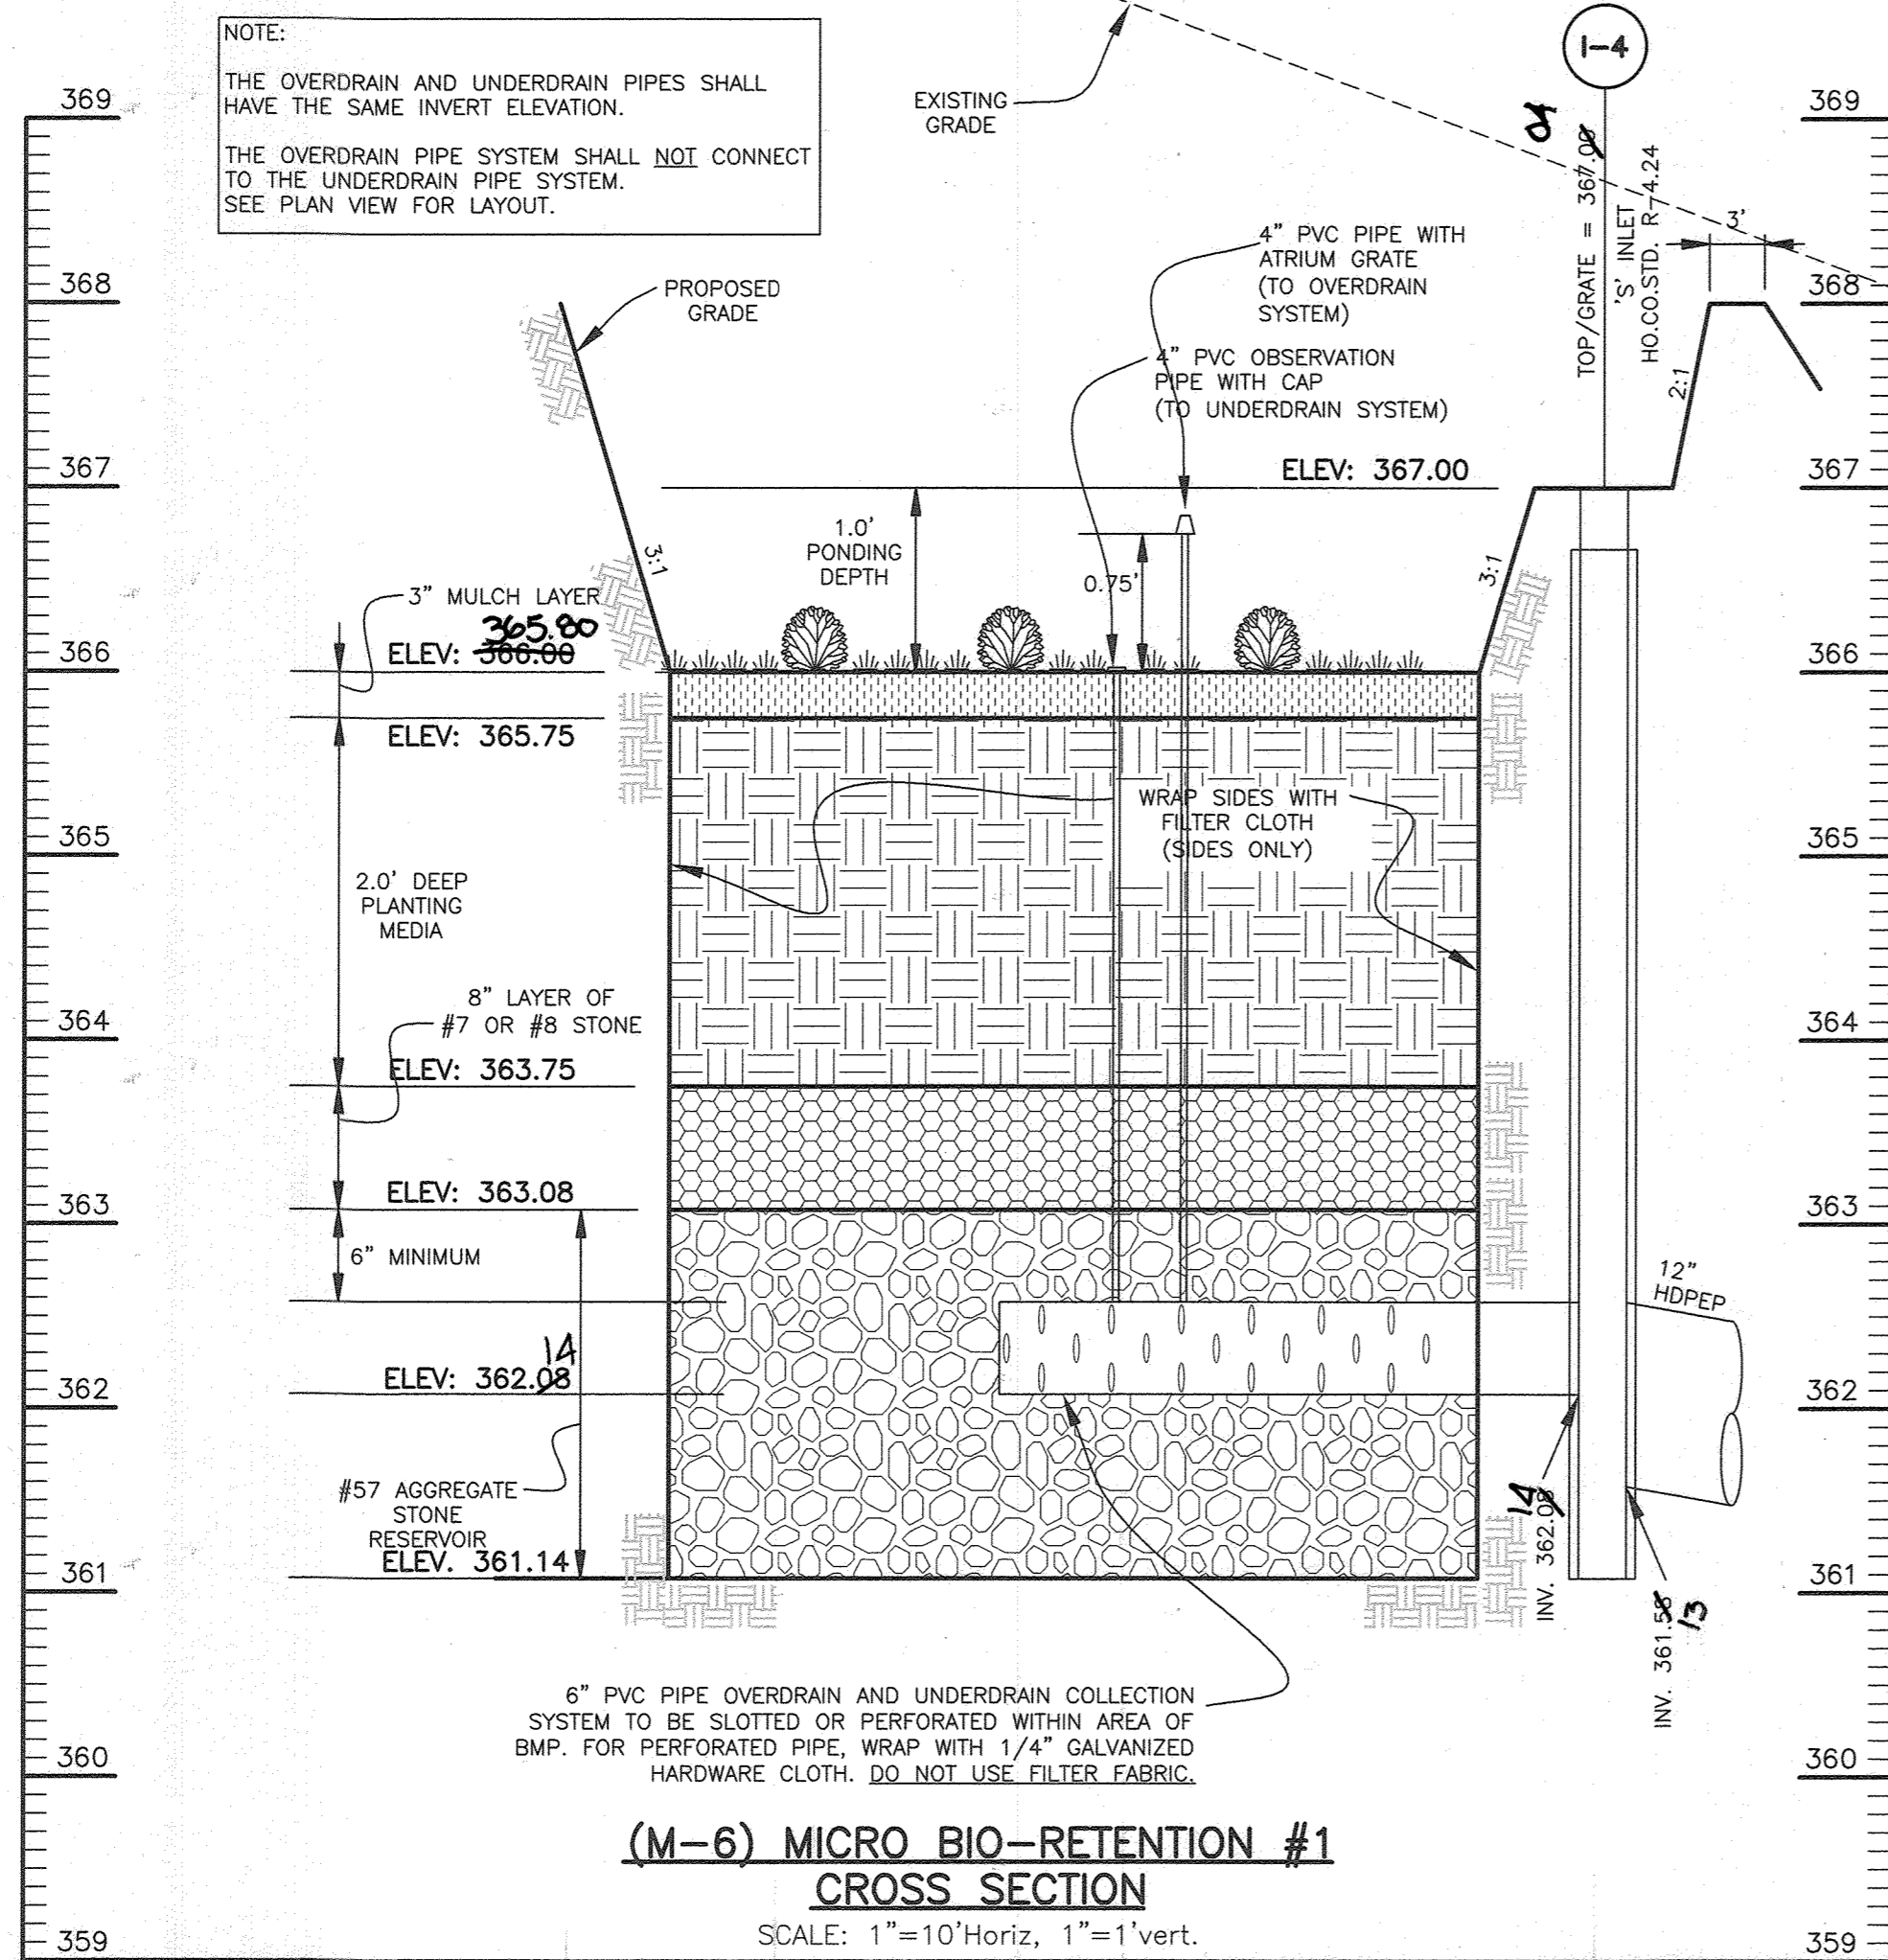 NOTE:
THE OVERDRAIN AND UNDERDRAIN PIPES SHALL
HAVE THE SAME INVERT ELEVATION.
THE OVERDRAIN PIPE SYSTEM SHALL NOT CONNECT
TO THE UNDERDRAIN PIPE SYSTEM.
SEE PLAN VIEW FOR LAYOUT.
369
368
367
366
365
364
363
362
361
360
359
EXISTING
GRADE
I-4
TOP/GRATE = 367.00
'S' INLET
HO.CO.STD. R-4.24
3'
2:1
PROPOSED
GRADE
4" PVC PIPE WITH
ATRIUM GRATE
(TO OVERDRAIN
SYSTEM)
4" PVC OBSERVATION
PIPE WITH CAP
(TO UNDERDRAIN SYSTEM)
ELEV: 367.00
1.0'
PONDING
DEPTH
0.75'
3:1
3:1
3" MULCH LAYER
365.80
ELEV: 366.00
ELEV: 365.75
WRAP SIDES WITH
FILTER CLOTH
(SIDES ONLY)
2.0' DEEP
PLANTING
MEDIA
8" LAYER OF
#7 OR #8 STONE
ELEV: 363.75
ELEV: 363.08
6" MINIMUM
12"
HDPEP
14
ELEV: 362.08
#57 AGGREGATE
STONE
RESERVOIR
ELEV. 361.14
14
INV. 362.08
INV. 361.58
13
6" PVC PIPE OVERDRAIN AND UNDERDRAIN COLLECTION
SYSTEM TO BE SLOTTED OR PERFORATED WITHIN AREA OF
BMP. FOR PERFORATED PIPE, WRAP WITH 1/4" GALVANIZED
HARDWARE CLOTH. DO NOT USE FILTER FABRIC.
(M-6) MICRO BIO-RETENTION #1
CROSS SECTION
SCALE: 1"=10'Horiz, 1"=1'vert.
369
368
367
366
365
364
363
362
361
360
359